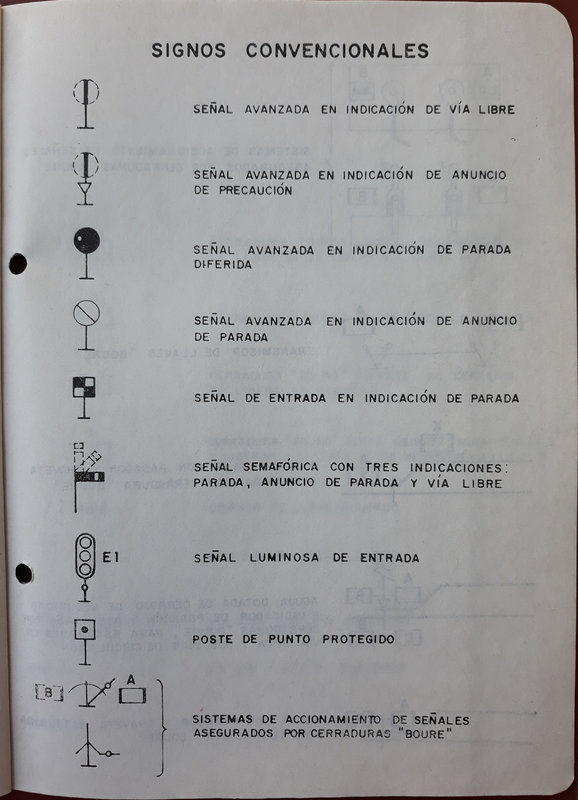 SIGNOS CONVENCIONALES
SEÑAL AVANZADA EN INDICACIÓN DE VÍA LIBRE
SEÑAL AVANZADA EN INDICACIÓN DE ANUNCIO
DE PRECAUCIÓN
SEÑAL AVANZADA EN INDICACIÓN DE PARADA
DIFERIDA
SEÑAL AVANZADA EN INDICACIÓN DE ANUNCIO
DE PARADA
SEÑAL DE ENTRADA EN INDICACIÓN DE PARADA
SEÑAL SEMAFÓRICA CON TRES INDICACIONES:
PARADA, ANUNCIO DE PARADA Y VÍA LIBRE
E1
SEÑAL LUMINOSA DE ENTRADA
POSTE DE PUNTO PROTEGIDO
B A
SISTEMAS DE ACCIONAMIENTO DE SEÑALES
ASEGURADOS POR CERRADURAS "BOURE"